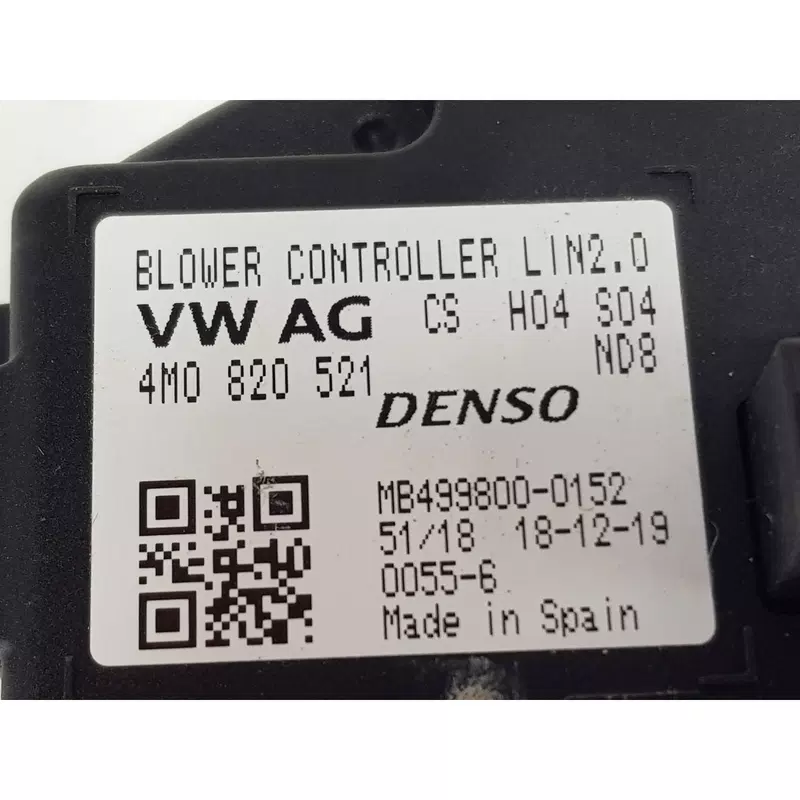 BLOWER CONTROLLER LIN2.0
VW AG CS H04 S04
4M0 820 521 ND8
DENSO
MB499800-0152
51/18 18-12-19
0055-6
Made in Spain